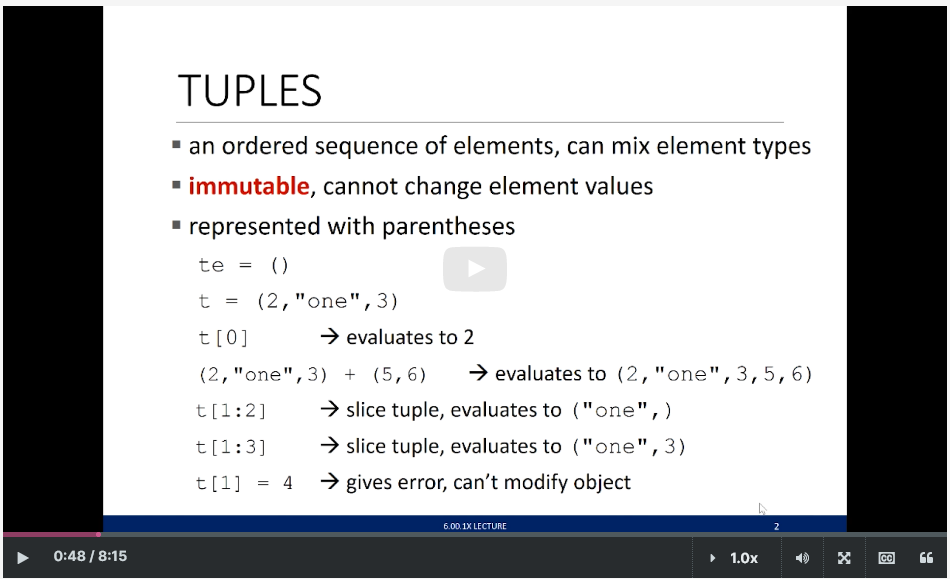 TUPLES
▪ an ordered sequence of elements, can mix element types
▪ immutable, cannot change element values
▪ represented with parentheses
te = ()
t = (2,"one",3)
t[0] → evaluates to 2
(2,"one",3) + (5,6) → evaluates to (2,"one",3,5,6)
t[1:2] → slice tuple, evaluates to ("one",)
t[1:3] → slice tuple, evaluates to ("one",3)
t[1] = 4 → gives error, can't modify object
6.00.1X LECTURE 2
0:48 / 8:15 1.0x CC